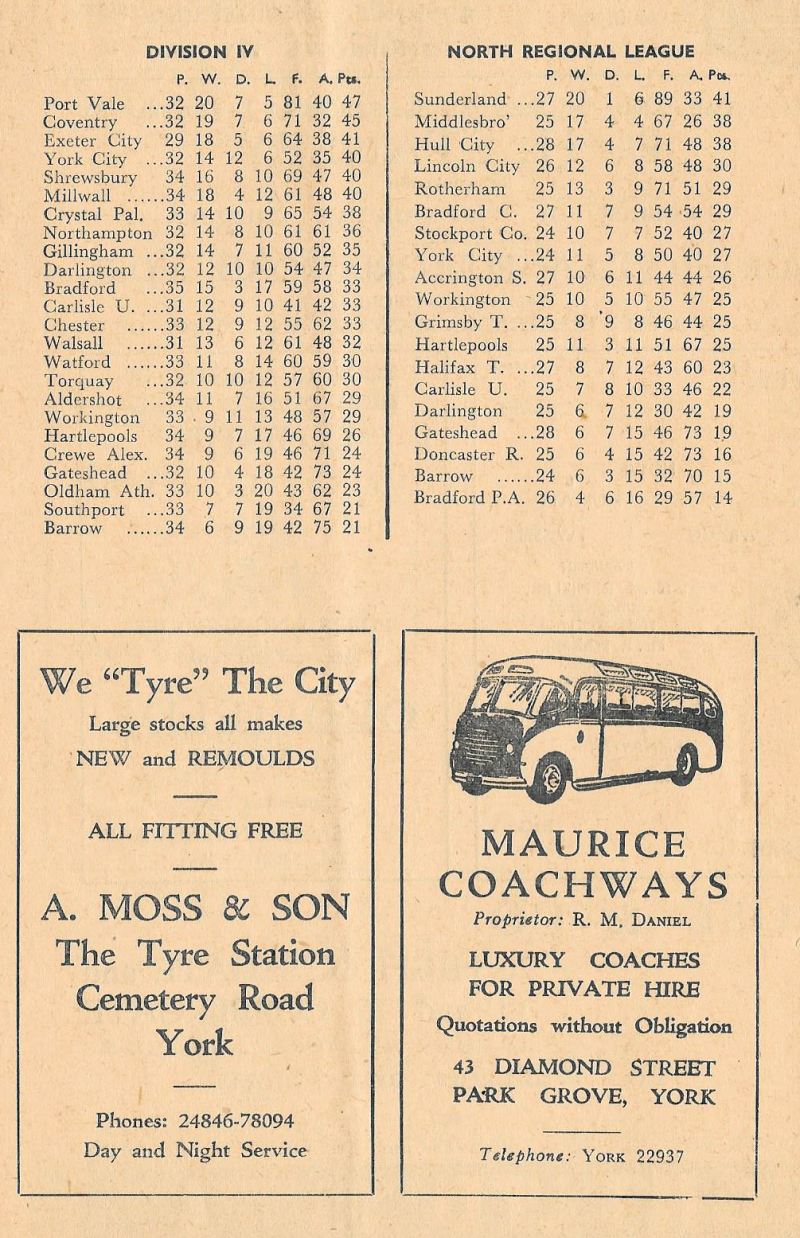 DIVISION IV
P. W. D. L. F. A. Pts.
Port Vale ...32 20 7 5 81 40 47
Coventry ...32 19 7 6 71 32 45
Exeter City 29 18 5 6 64 38 41
York City ...32 14 12 6 52 35 40
Shrewsbury 34 16 8 10 69 47 40
Millwall ......34 18 4 12 61 48 40
Crystal Pal. 33 14 10 9 65 54 38
Northampton 32 14 8 10 61 61 36
Gillingham ...32 14 7 11 60 52 35
Darlington ...32 12 10 10 54 47 34
Bradford ...35 15 3 17 59 58 33
Carlisle U. ...31 12 9 10 41 42 33
Chester ......33 12 9 12 55 62 33
Walsall ......31 13 6 12 61 48 32
Watford ......33 11 8 14 60 59 30
Torquay ...32 10 10 12 57 60 30
Aldershot ...34 11 7 16 51 67 29
Workington 33 9 11 13 48 57 29
Hartlepools 34 9 7 17 46 69 26
Crewe Alex. 34 9 6 19 46 71 24
Gateshead ...32 10 4 18 42 73 24
Oldham Ath. 33 10 3 20 43 62 23
Southport ...33 7 7 19 34 67 21
Barrow ......34 6 9 19 42 75 21
NORTH REGIONAL LEAGUE
P. W. D. L. F. A. Pts.
Sunderland ...27 20 1 6 89 33 41
Middlesbro' 25 17 4 4 67 26 38
Hull City ...28 17 4 7 71 48 38
Lincoln City 26 12 6 8 58 48 30
Rotherham 25 13 3 9 71 51 29
Bradford C. 27 11 7 9 54 54 29
Stockport Co. 24 10 7 7 52 40 27
York City ...24 11 5 8 50 40 27
Accrington S. 27 10 6 11 44 44 26
Workington 25 10 5 10 55 47 25
Grimsby T. ...25 8 9 8 46 44 25
Hartlepools 25 11 3 11 51 67 25
Halifax T. ...27 8 7 12 43 60 23
Carlisle U. 25 7 8 10 33 46 22
Darlington 25 6 7 12 30 42 19
Gateshead ...28 6 7 15 46 73 19
Doncaster R. 25 6 4 15 42 73 16
Barrow ......24 6 3 15 32 70 15
Bradford P.A. 26 4 6 16 29 57 14
We "Tyre" The City
Large stocks all makes
NEW and REMOULDS
ALL FITTING FREE
A. MOSS & SON
The Tyre Station
Cemetery Road
York
Phones: 24846-78094
Day and Night Service
MAURICE
COACHWAYS
Proprietor: R. M. DANIEL
LUXURY COACHES
FOR PRIVATE HIRE
Quotations without Obligation
43 DIAMOND STREET
PARK GROVE, YORK
Telephone: YORK 22937